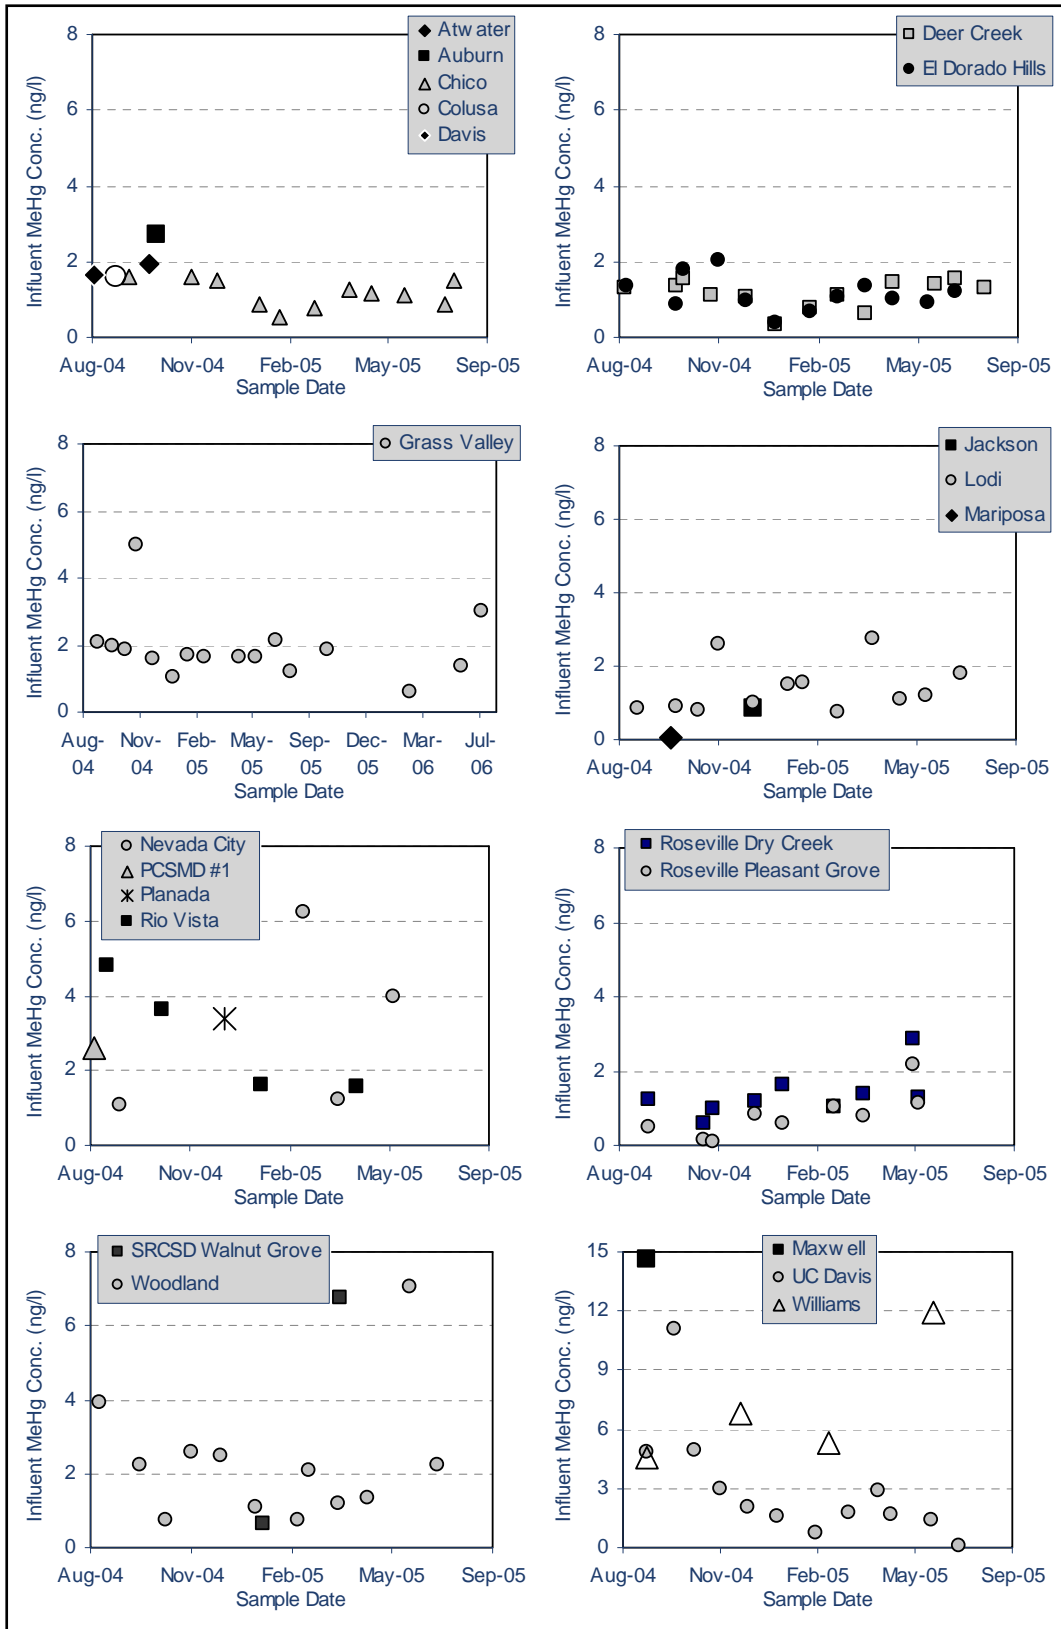 8
6
4
2
0
Influent MeHg Conc. (ng/l)
Atwater
Auburn
Chico
Colusa
Davis
Aug-04 Nov-04 Feb-05 May-05 Sep-05
Sample Date
8
6
4
2
0
Influent MeHg Conc. (ng/l)
Deer Creek
El Dorado Hills
Aug-04 Nov-04 Feb-05 May-05 Sep-05
Sample Date
8
6
4
2
0
Influent MeHg Conc. (ng/l)
Grass Valley
Aug- Nov- Feb- May- Sep- Dec- Mar- Jul-
04 04 05 05 05 05 06 06
Sample Date
8
6
4
2
0
Influent MeHg Conc. (ng/l)
Jackson
Lodi
Mariposa
Aug-04 Nov-04 Feb-05 May-05 Sep-05
Sample Date
8
6
4
2
0
Influent MeHg Conc. (ng/l)
Nevada City
PCSMD #1
Planada
Rio Vista
Aug-04 Nov-04 Feb-05 May-05 Sep-05
Sample Date
8
6
4
2
0
Influent MeHg Conc. (ng/l)
Roseville Dry Creek
Roseville Pleasant Grove
Aug-04 Nov-04 Feb-05 May-05 Sep-05
Sample Date
8
6
4
2
0
Influent MeHg Conc. (ng/l)
SRCSD Walnut Grove
Woodland
Aug-04 Nov-04 Feb-05 May-05 Sep-05
Sample Date
15
12
9
6
3
0
Influent MeHg Conc. (ng/l)
Maxwell
UC Davis
Williams
Aug-04 Nov-04 Feb-05 May-05 Sep-05
Sample Date